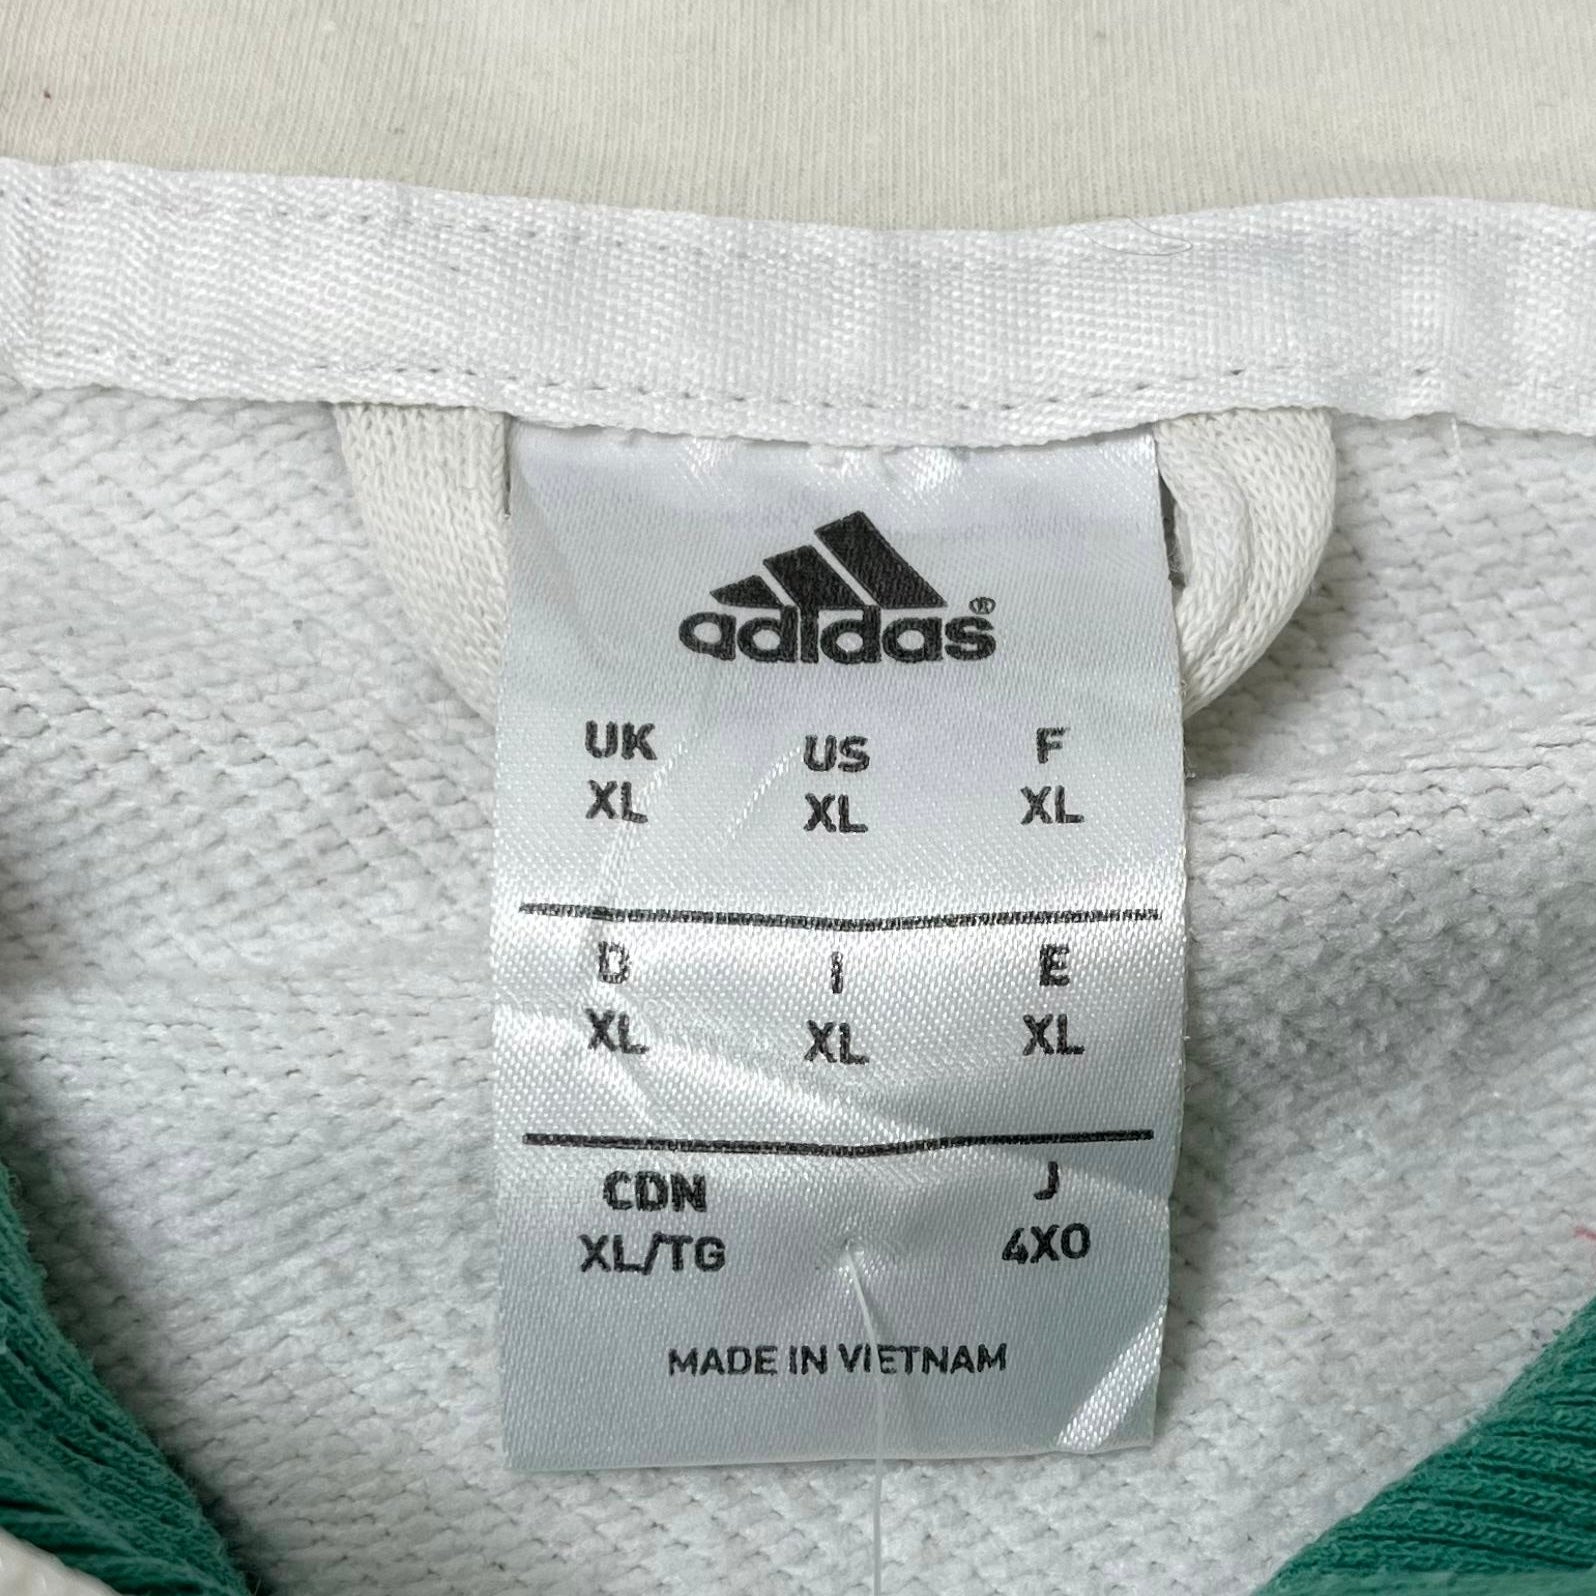 adidas®
UK US F
XL XL XL
D I E
XL XL XL
CDN J
XL/TG 4XO
MADE IN VIETNAM